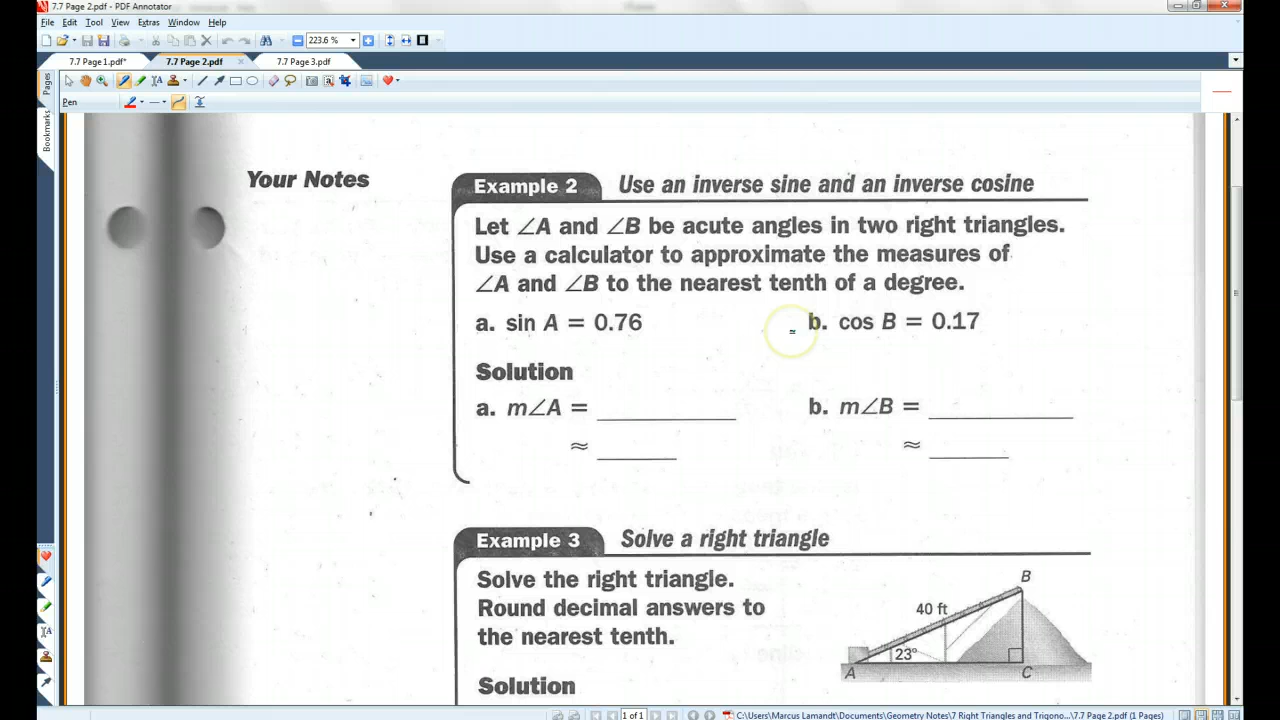 7.7 Page 2.pdf - PDF Annotator
File Edit Tool View Extras Window Help
223.6 %
7.7 Page 1.pdf* 7.7 Page 2.pdf x 7.7 Page 3.pdf
Pen
Pages
Bookmarks
Your Notes
Example 2 Use an inverse sine and an inverse cosine
Let ∠A and ∠B be acute angles in two right triangles.
Use a calculator to approximate the measures of
∠A and ∠B to the nearest tenth of a degree.
a. sin A = 0.76 b. cos B = 0.17
Solution
a. m∠A = ____________ b. m∠B = ____________
≈ _______ ≈ _______
Example 3 Solve a right triangle
Solve the right triangle.
Round decimal answers to
the nearest tenth.
Solution
B
40 ft
23°
A C
1 of 1 C:\Users\Marcus Lamandt\Documents\Geometry Notes\7 Right Triangles and Trigono...\7.7 Page 2.pdf (1 Pages)